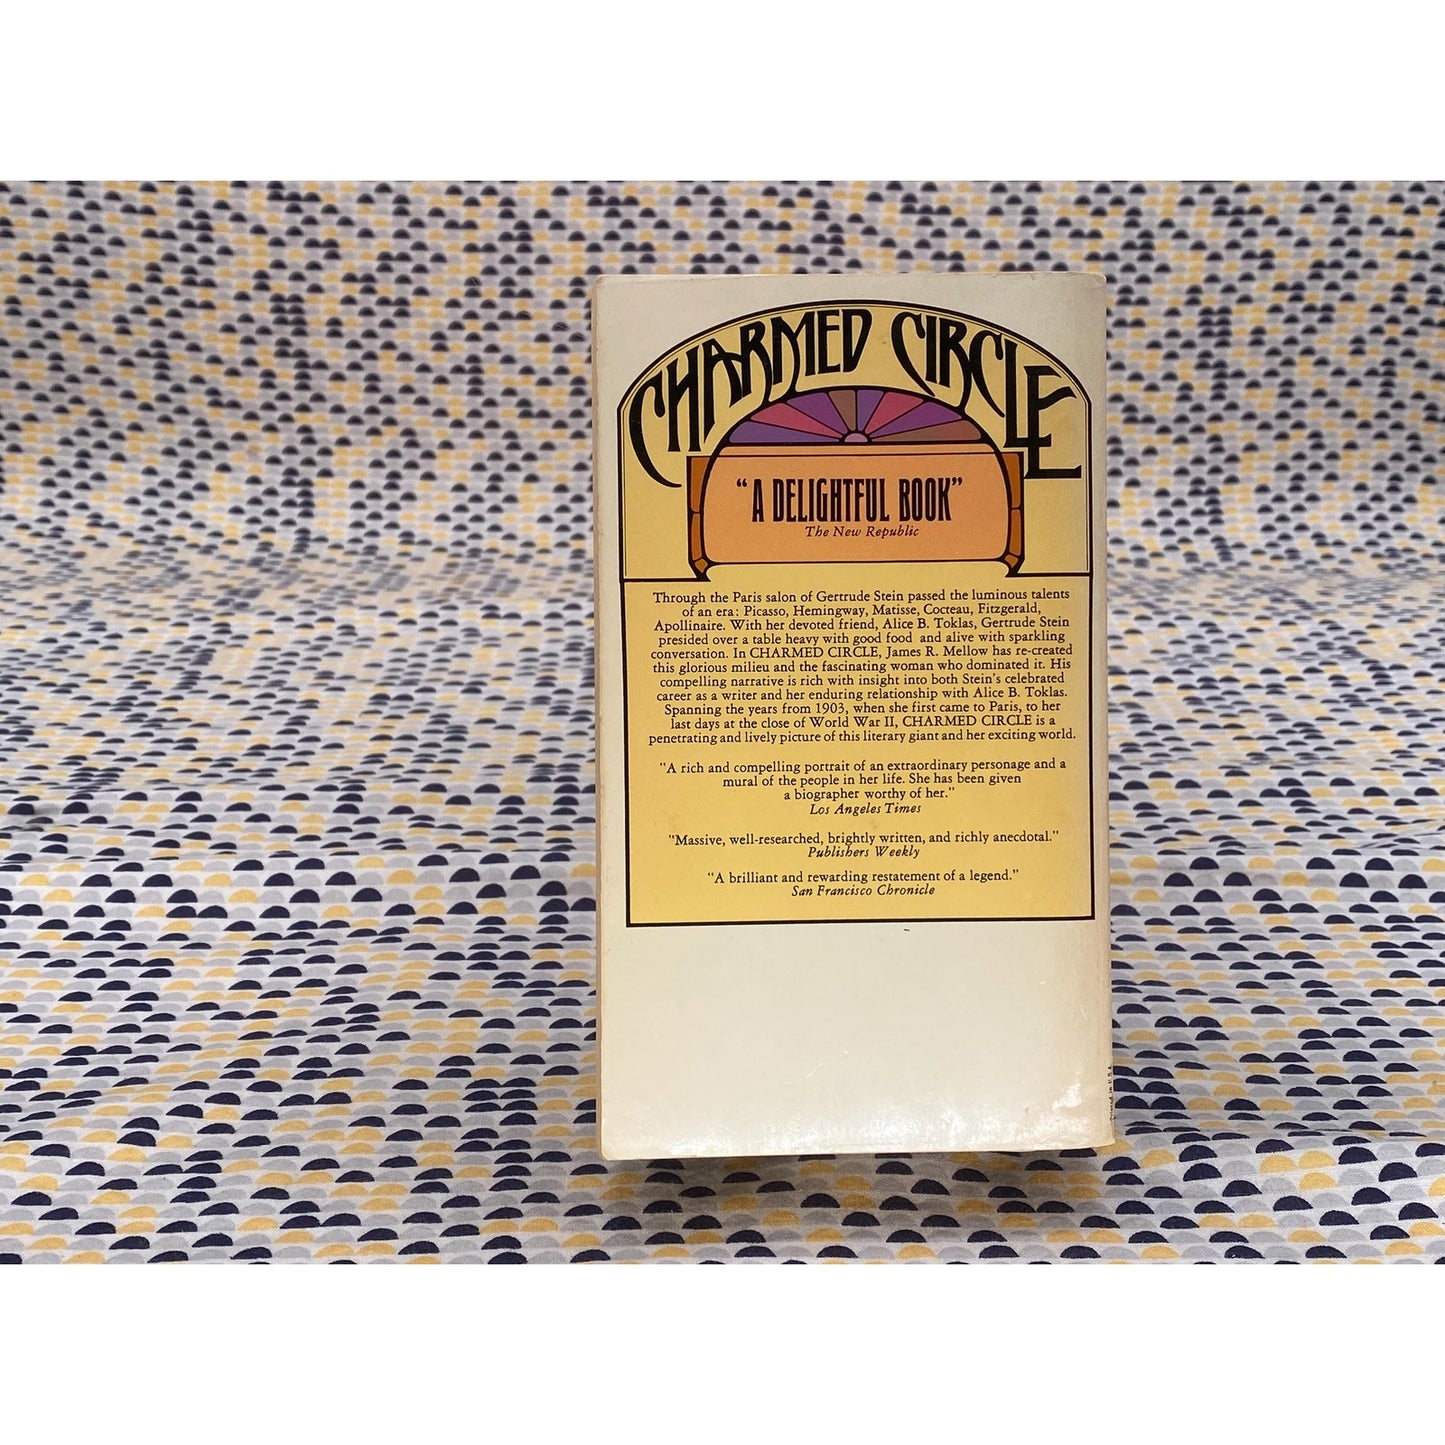 CHARMED CIRCLE
"A DELIGHTFUL BOOK"
The New Republic
Through the Paris salon of Gertrude Stein passed the luminous talents
of an era: Picasso, Hemingway, Matisse, Cocteau, Fitzgerald,
Apollinaire. With her devoted friend, Alice B. Toklas, Gertrude Stein
presided over a table heavy with good food and alive with sparkling
conversation. In CHARMED CIRCLE, James R. Mellow has re-created
this glorious milieu and the fascinating woman who dominated it. His
compelling narrative is rich with insight into both Stein's celebrated
career as a writer and her enduring relationship with Alice B. Toklas.
Spanning the years from 1903, when she first came to Paris, to her
last days at the close of World War II, CHARMED CIRCLE is a
penetrating and lively picture of this literary giant and her exciting world.
"A rich and compelling portrait of an extraordinary personage and a
mural of the people in her life. She has been given
a biographer worthy of her."
Los Angeles Times
"Massive, well-researched, brightly written, and richly anecdotal."
Publishers Weekly
"A brilliant and rewarding restatement of a legend."
San Francisco Chronicle
Printed in U.S.A.